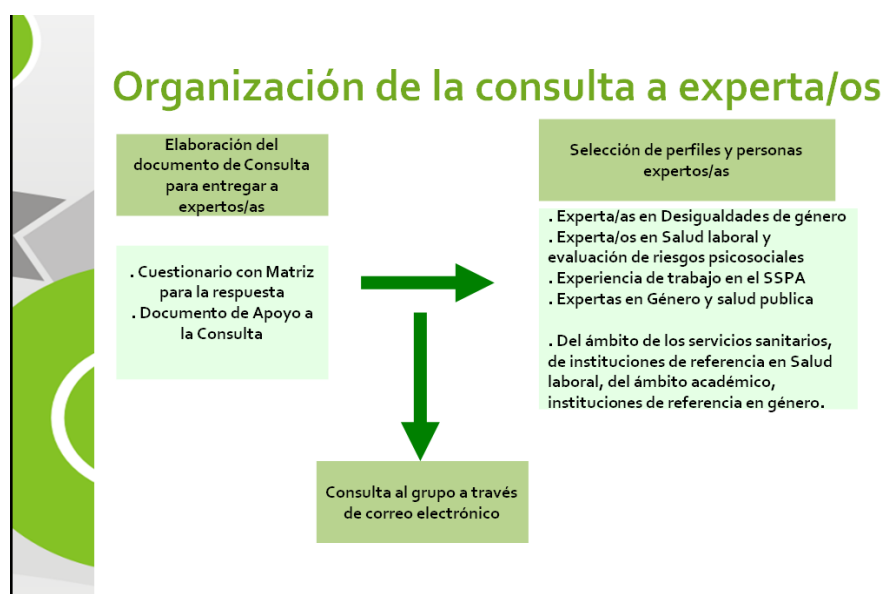 Organización de la consulta a experta/os
Elaboración del
documento de Consulta
para entregar a
expertos/as
. Cuestionario con Matriz
para la respuesta
. Documento de Apoyo a
la Consulta
Selección de perfiles y personas
expertos/as
. Experta/as en Desigualdades de género
. Experta/os en Salud laboral y
evaluación de riesgos psicosociales
. Experiencia de trabajo en el SSPA
. Expertas en Género y salud publica
. Del ámbito de los servicios sanitarios,
de instituciones de referencia en Salud
laboral, del ámbito académico,
instituciones de referencia en género.
Consulta al grupo a través
de correo electrónico